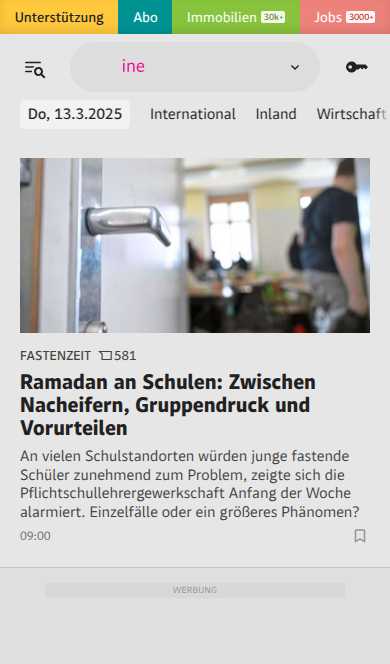 Unterstützung Abo Immobilien 30k+ Jobs 3000+
ine
Do, 13.3.2025 International Inland Wirtschaft
FASTENZEIT 581
Ramadan an Schulen: Zwischen
Nacheifern, Gruppendruck und
Vorurteilen
An vielen Schulstandorten würden junge fastende
Schüler zunehmend zum Problem, zeigte sich die
Pflichtschullehrergewerkschaft Anfang der Woche
alarmiert. Einzelfälle oder ein größeres Phänomen?
09:00
WERBUNG